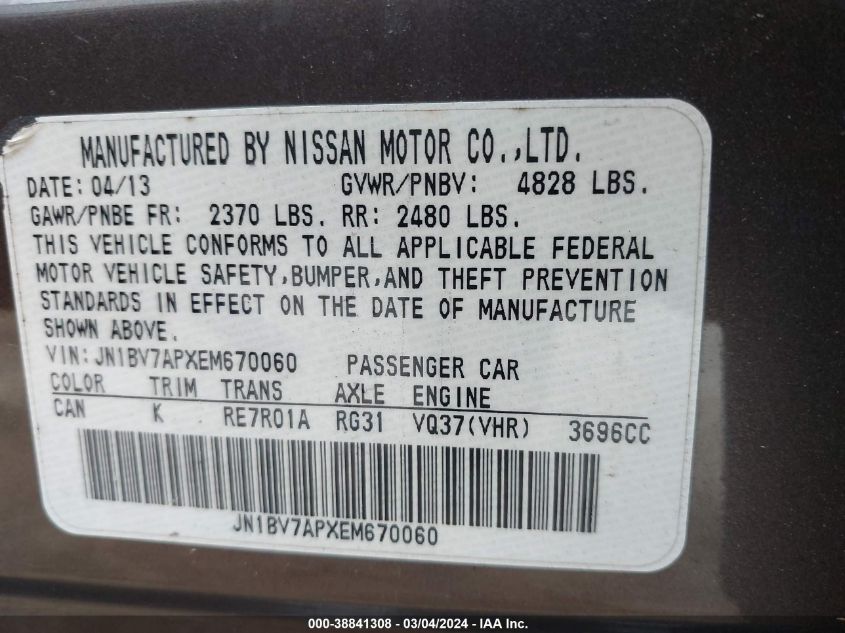 MANUFACTURED BY NISSAN MOTOR CO.,LTD.
DATE: 04/13 GVWR/PNBV: 4828 LBS.
GAWR/PNBE FR: 2370 LBS. RR: 2480 LBS.
THIS VEHICLE CONFORMS TO ALL APPLICABLE FEDERAL
MOTOR VEHICLE SAFETY,BUMPER,AND THEFT PREVENTION
STANDARDS IN EFFECT ON THE DATE OF MANUFACTURE
SHOWN ABOVE.
VIN: JN1BV7APXEM670060 PASSENGER CAR
COLOR TRIM TRANS AXLE ENGINE
CAN K RE7R01A RG31 VQ37(VHR) 3696CC
JN1BV7APXEM670060
000-38841308 - 03/04/2024 - IAA Inc.